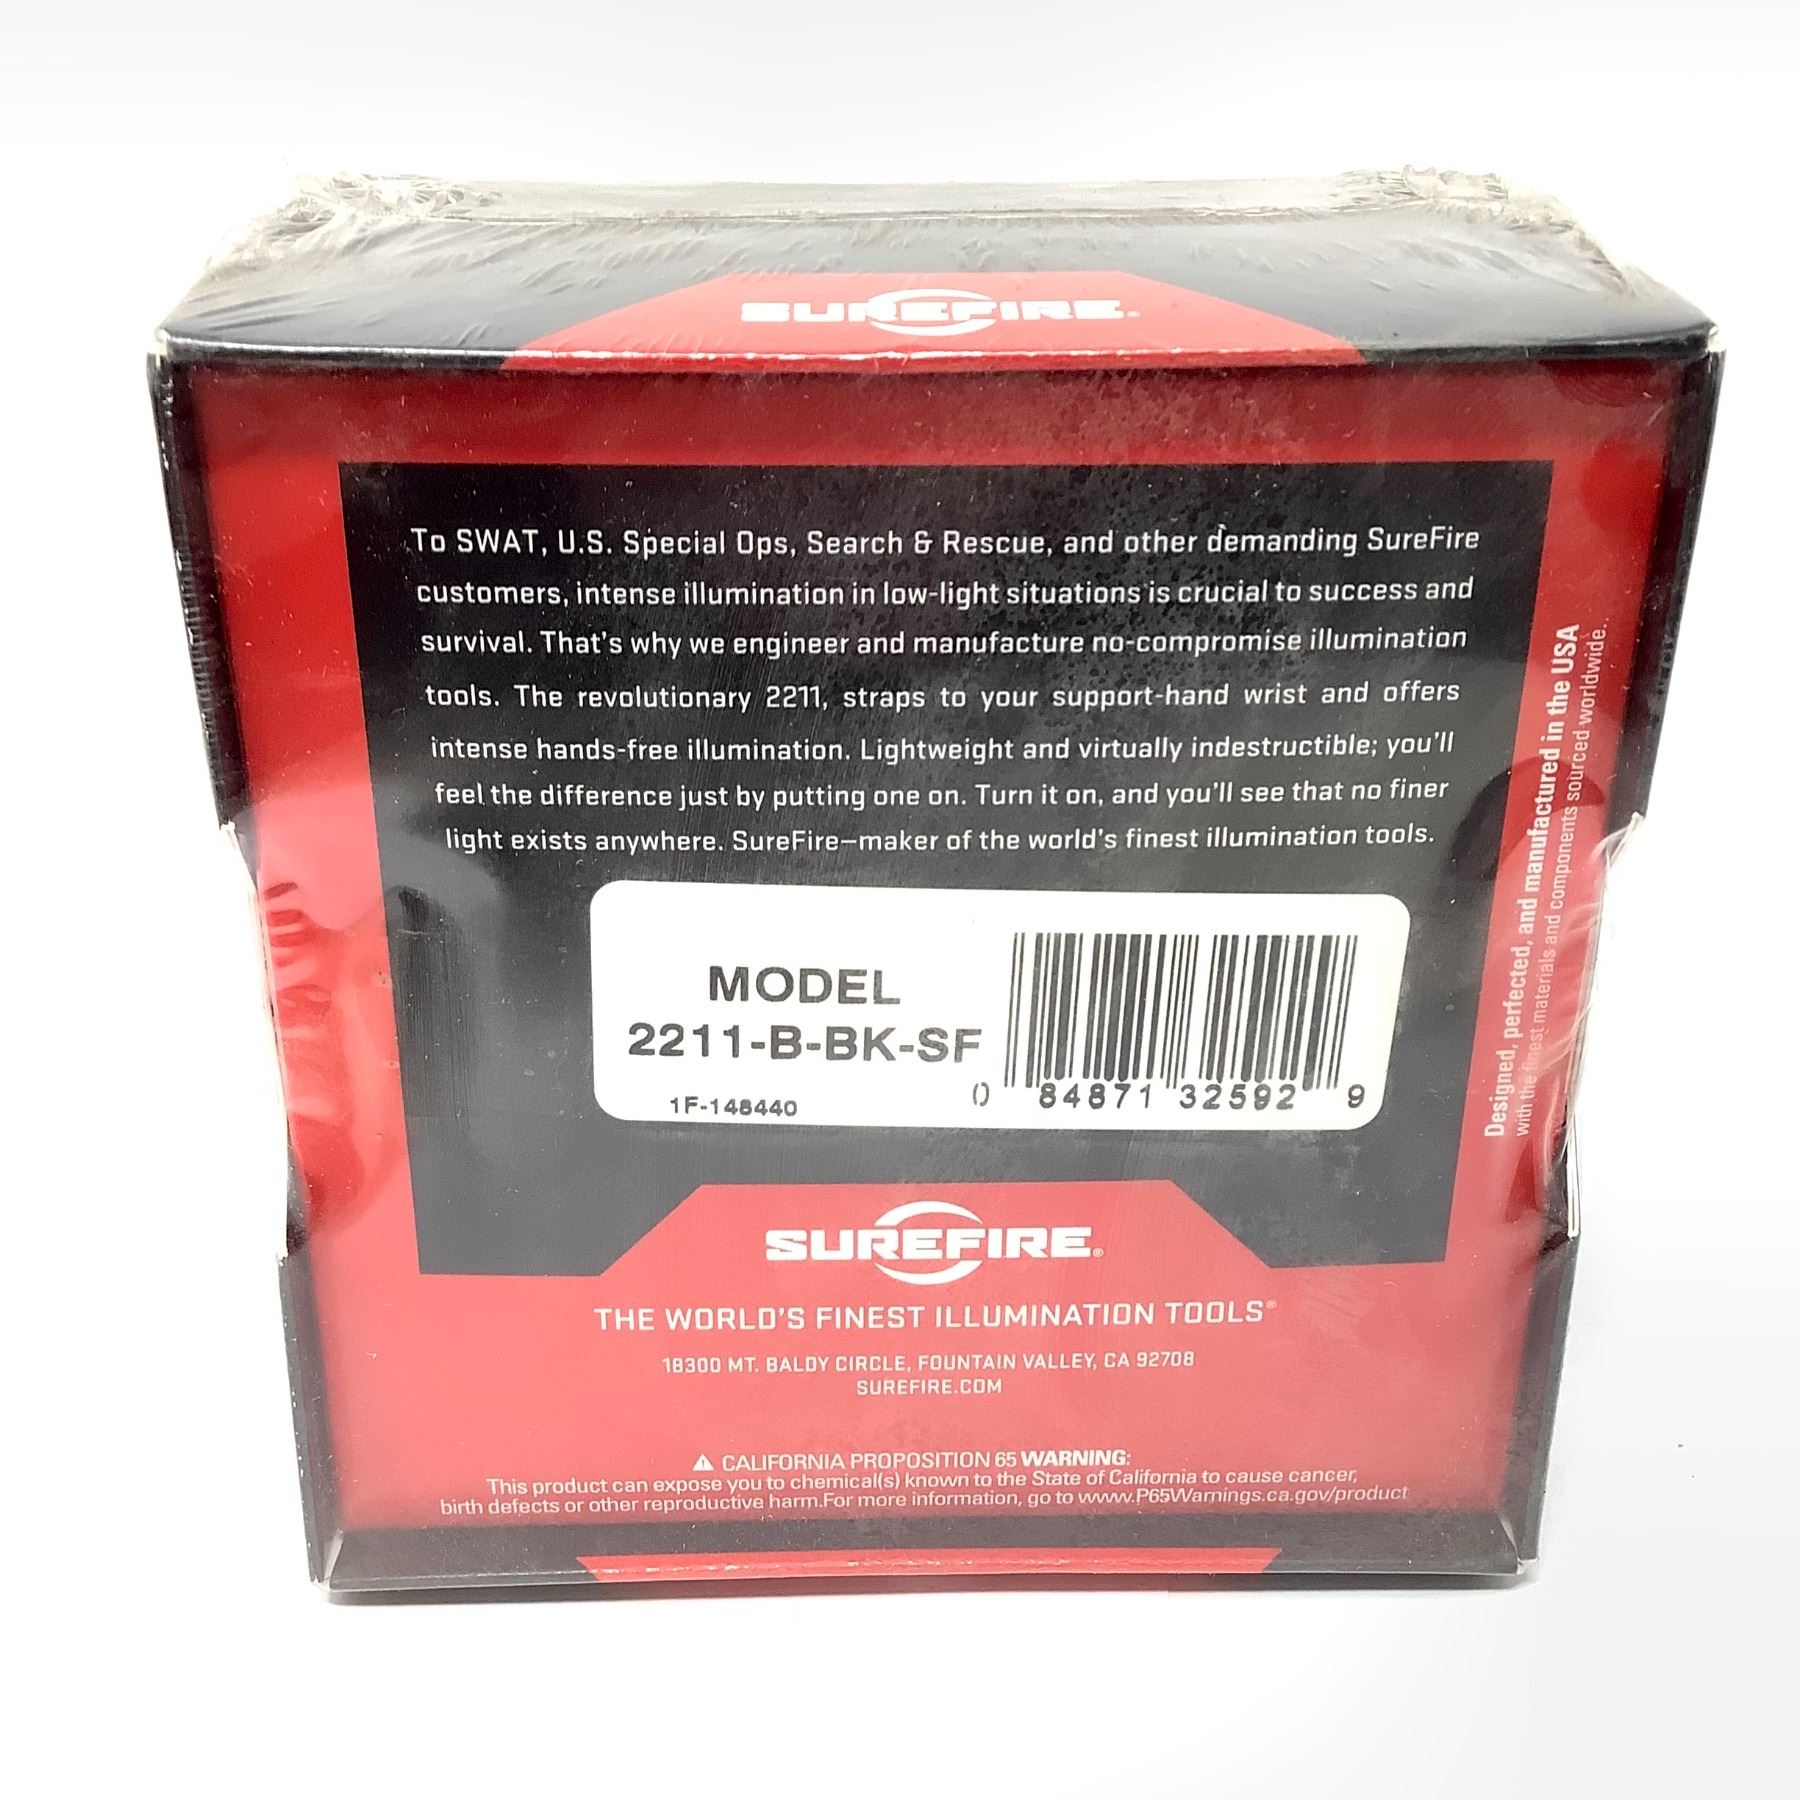 SUREFIRE®
To SWAT, U.S. Special Ops, Search & Rescue, and other demanding SureFire
customers, intense illumination in low-light situations is crucial to success and
survival. That's why we engineer and manufacture no-compromise illumination
tools. The revolutionary 2211, straps to your support-hand wrist and offers
intense hands-free illumination. Lightweight and virtually indestructible; you'll
feel the difference just by putting one on. Turn it on, and you'll see that no finer
light exists anywhere. SureFire—maker of the world's finest illumination tools.
Designed, perfected, and manufactured in the USA
with the finest materials and components sourced worldwide.
MODEL
2211-B-BK-SF
1F-148440
0 84871 32592 9
SUREFIRE®
THE WORLD'S FINEST ILLUMINATION TOOLS®
18300 MT. BALDY CIRCLE, FOUNTAIN VALLEY, CA 92708
SUREFIRE.COM
⚠ CALIFORNIA PROPOSITION 65 WARNING:
This product can expose you to chemical(s) known to the State of California to cause cancer,
birth defects or other reproductive harm.For more information, go to www.P65Warnings.ca.gov/product